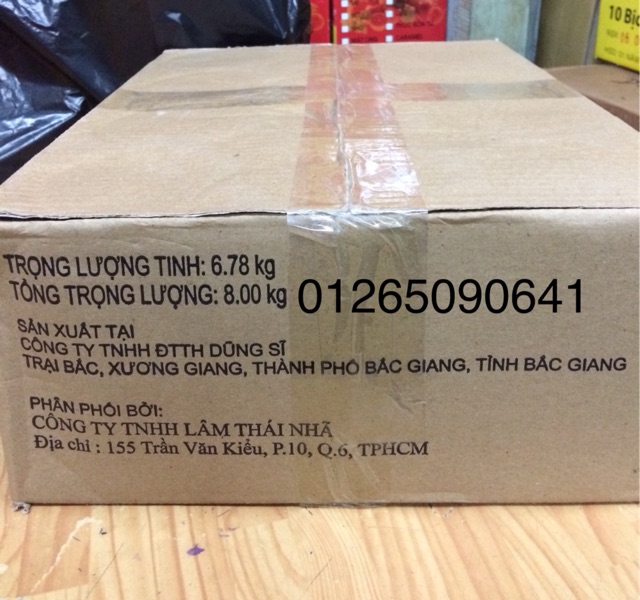 10 Bịc
TRỌNG LƯỢNG TINH: 6.78 kg
TỔNG TRỌNG LƯỢNG: 8.00 kg
01265090641
SẢN XUẤT TẠI
CÔNG TY TNHH ĐTTH DŨNG SĨ
TRẠI BẮC, XƯƠNG GIANG, THÀNH PHỐ BẮC GIANG, TỈNH BẮC GIANG
PHÂN PHỐI BỞI:
CÔNG TY TNHH LÂM THÁI NHÃ
Địa chỉ : 155 Trần Văn Kiểu, P.10, Q.6, TPHCM